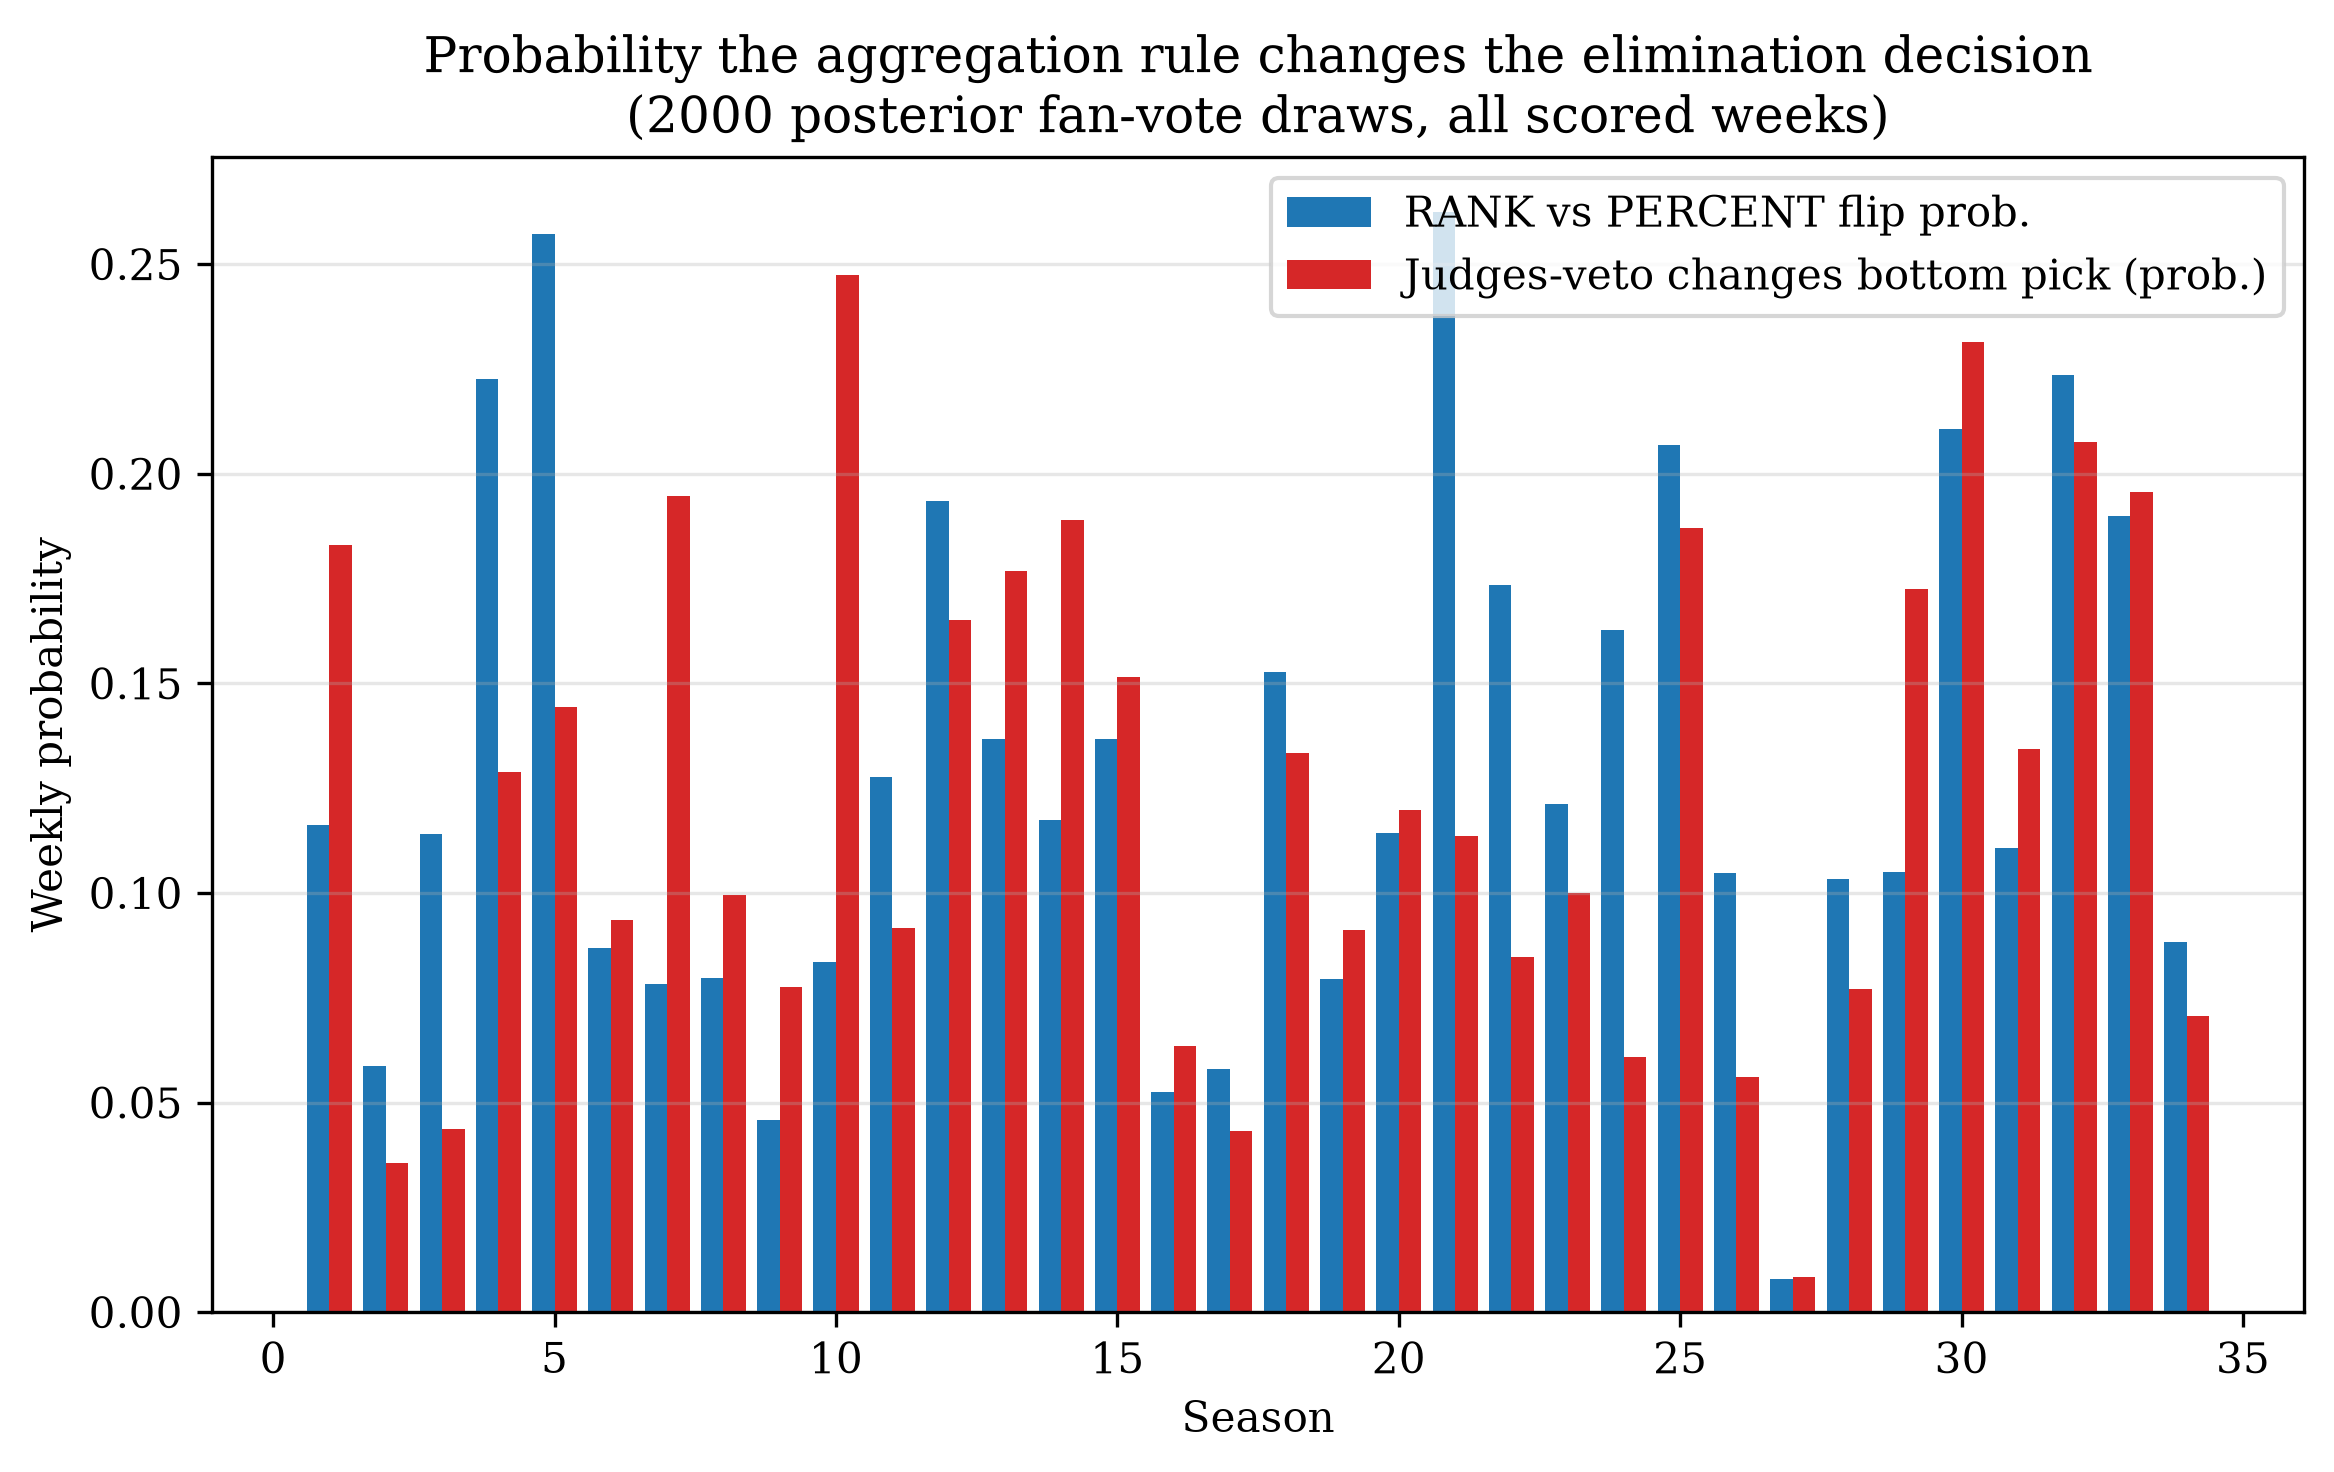 Probability the aggregation rule changes the elimination decision
(2000 posterior fan-vote draws, all scored weeks)
RANK vs PERCENT flip prob.
Judges-veto changes bottom pick (prob.)
Weekly probability
0.25
0.20
0.15
0.10
0.05
0.00
0 5 10 15 20 25 30 35
Season